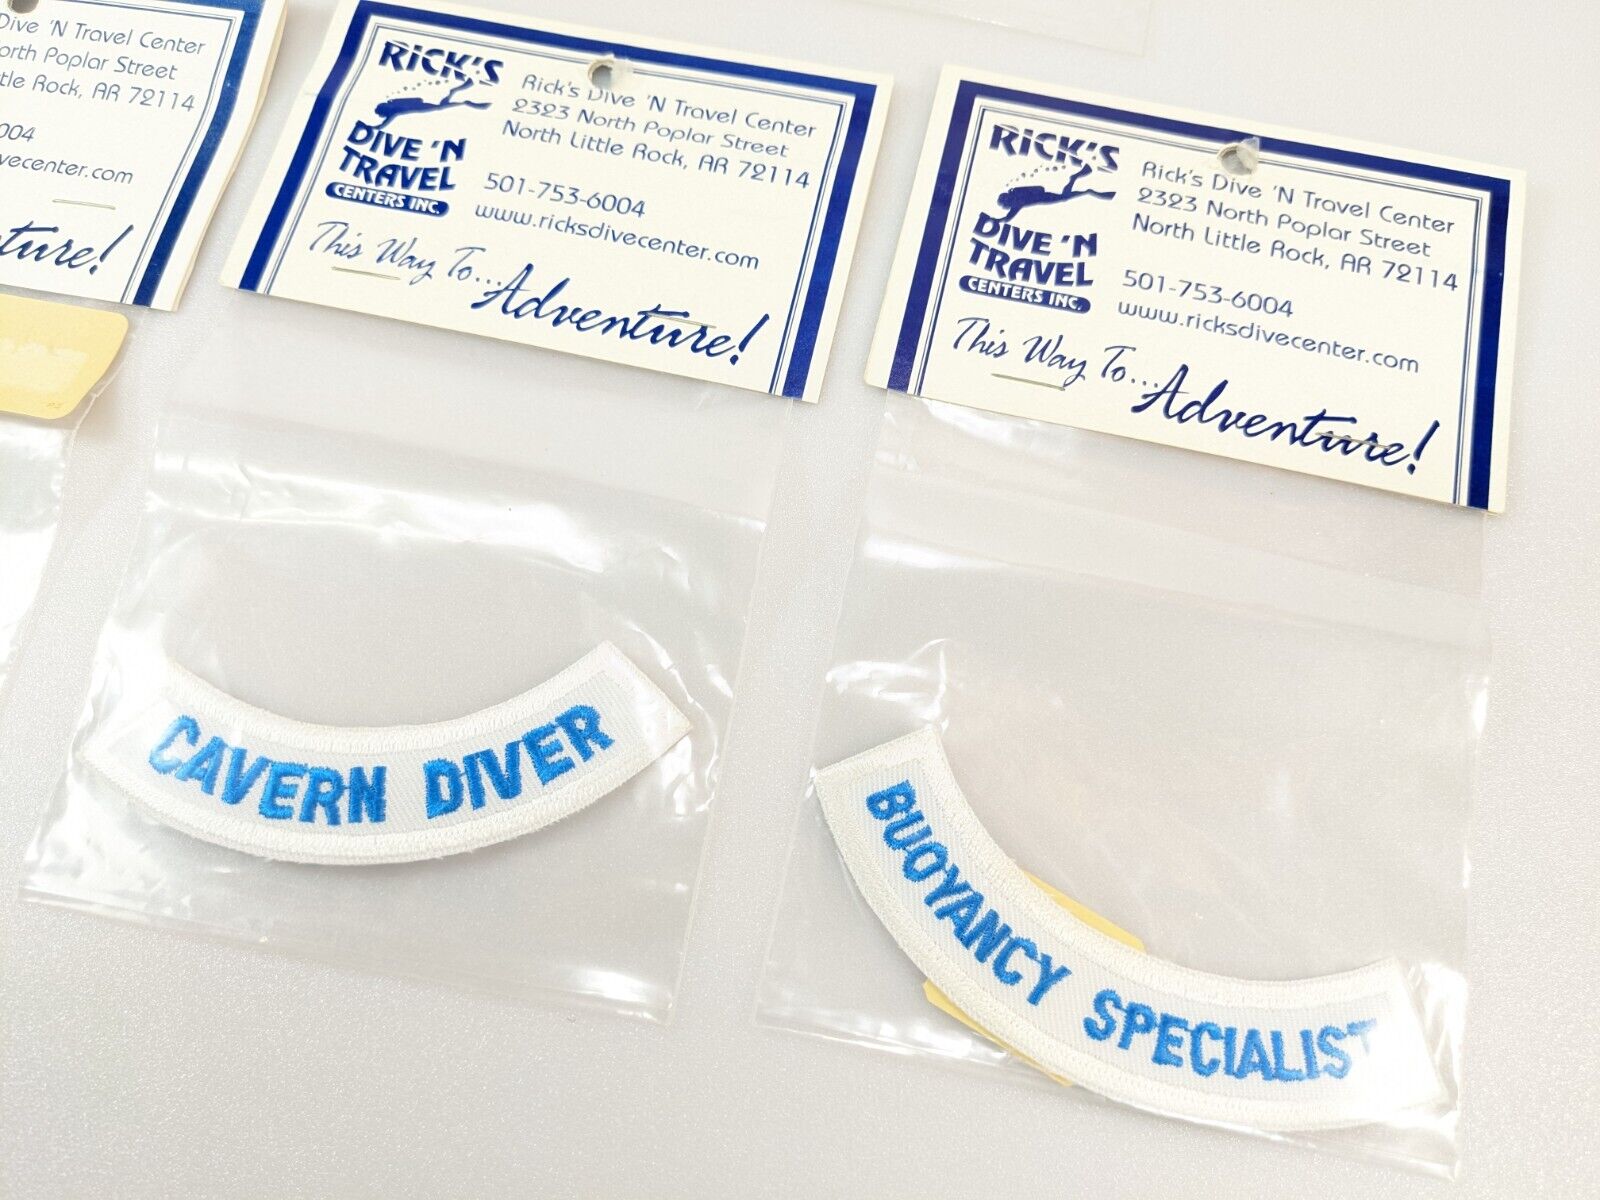 Dive 'N Travel Center
North Poplar Street
Little Rock, AR 72114
6004
divecenter.com
RICK'S
DIVE 'N
TRAVEL
CENTERS INC.
Rick's Dive 'N Travel Center
2323 North Poplar Street
North Little Rock, AR 72114
501-753-6004
www.ricksdivecenter.com
This Way To... Adventure!
CAVERN DIVER
RICK'S
DIVE 'N
TRAVEL
CENTERS INC.
Rick's Dive 'N Travel Center
2323 North Poplar Street
North Little Rock, AR 72114
501-753-6004
www.ricksdivecenter.com
This Way To... Adventure!
BUOYANCY SPECIALIST